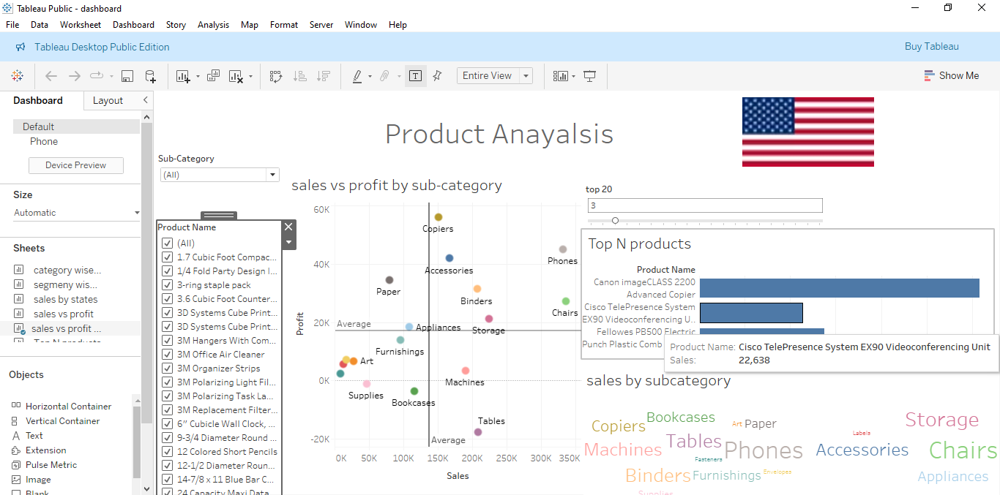 Tableau Public - dashboard
File Data Worksheet Dashboard Story Analysis Map Format Server Window Help
Tableau Desktop Public Edition
Buy Tableau
Entire View
Show Me
Dashboard
Layout
Default
Phone
Device Preview
Size
Automatic
Sheets
category wise...
segmeny wis...
sales by states
sales vs profit
sales vs profit ...
Top N products
Objects
Horizontal Container
Vertical Container
Text
Extension
Pulse Metric
Image
Blank
Product Anayalsis
Sub-Category
(All)
Product Name
(All)
1.7 Cubic Foot Compac...
1/4 Fold Party Design I...
3-ring staple pack
3.6 Cubic Foot Counter...
3D Systems Cube Print...
3D Systems Cube Print...
3M Hangers With Com...
3M Office Air Cleaner
3M Organizer Strips
3M Polarizing Light Fil...
3M Polarizing Task La...
3M Replacement Filter...
6" Cubicle Wall Clock, ...
9-3/4 Diameter Round ...
12 Colored Short Pencils
12-1/2 Diameter Roun...
14-7/8 x 11 Blue Bar C...
24 Capacity Maxi Data
sales vs profit by sub-category
60K
40K
20K
0K
-20K
Profit
Copiers
Phones
Accessories
Paper
Binders
Chairs
Average
Appliances
Storage
Furnishings
Art
Machines
Supplies
Bookcases
Tables
Average
0K 50K 100K 150K 200K 250K 300K 350K
Sales
top 20
3
Top N products
Product Name
Canon imageCLASS 2200
Advanced Copier
Cisco TelePresence System
EX90 Videoconferencing U..
Fellowes PB500 Electric
Punch Plastic Comb
Product Name: Cisco TelePresence System EX90 Videoconferencing Unit
Sales: 22,638
sales by subcategory
Copiers Bookcases Art Paper Storage
Labels
Machines Tables Phones Accessories Chairs
Fasteners
Binders Furnishings Envelopes Appliances
Supplies